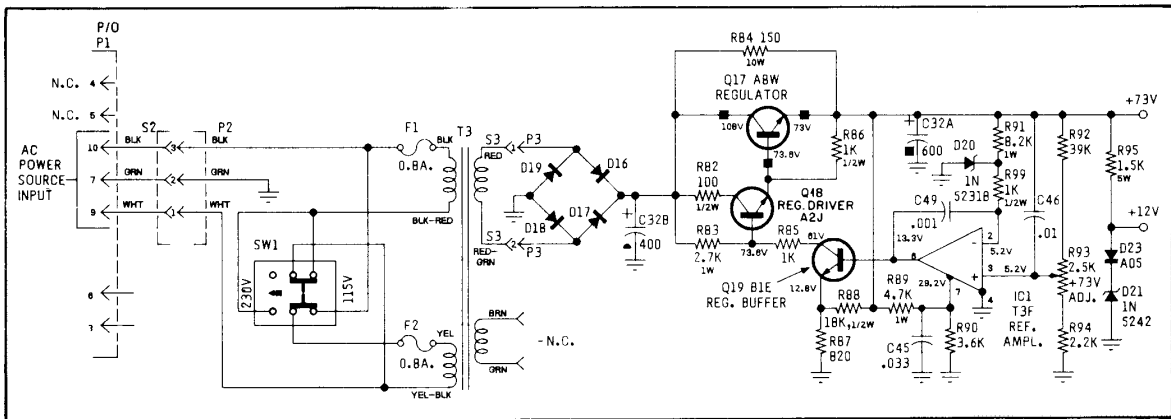 P/O
P1
N.C. 4
N.C. 5
AC
POWER
SOURCE
INPUT
10
7
9
6
S2
P2
BLK
3
BLK
GRN
2
GRN
WHT
1
WHT
SW1
230V
115V
F1
0.8A.
F2
0.8A.
BLK
T3
BLK-RED
YEL
YEL-BLK
S3
RED
1
P3
S3
2
P3
RED-
GRN
BRN
-N.C.
GRN
D19
D16
D18
D17
+
C32B
400
R84 150
10W
Q17 A8W
REGULATOR
108V
73V
73.8V
R82
100
1/2W
R83
2.7K
1W
Q18
REG.DRIVER
A2J
73.8V
R86
1K
1/2W
R85
1K
81V
12.8V
Q19 B1E
REG. BUFFER
R88
18K,1/2W
R87
820
R89
4.7K
1W
C45
.033
R90
3.6K
+
C32A
600
D20
1N
5231B
C49
.001
13.3V
6
29.2V
7
2
5.2V
3
5.2V
4
-
+
IC1
T3F
REF.
AMPL.
R91
8.2K
1W
R99
1K
1/2W
C46
.01
R92
39K
R93
2.5K
+73V
ADJ.
R94
2.2K
+73V
R95
1.5K
5W
+12V
D23
A05
D21
1N
5242